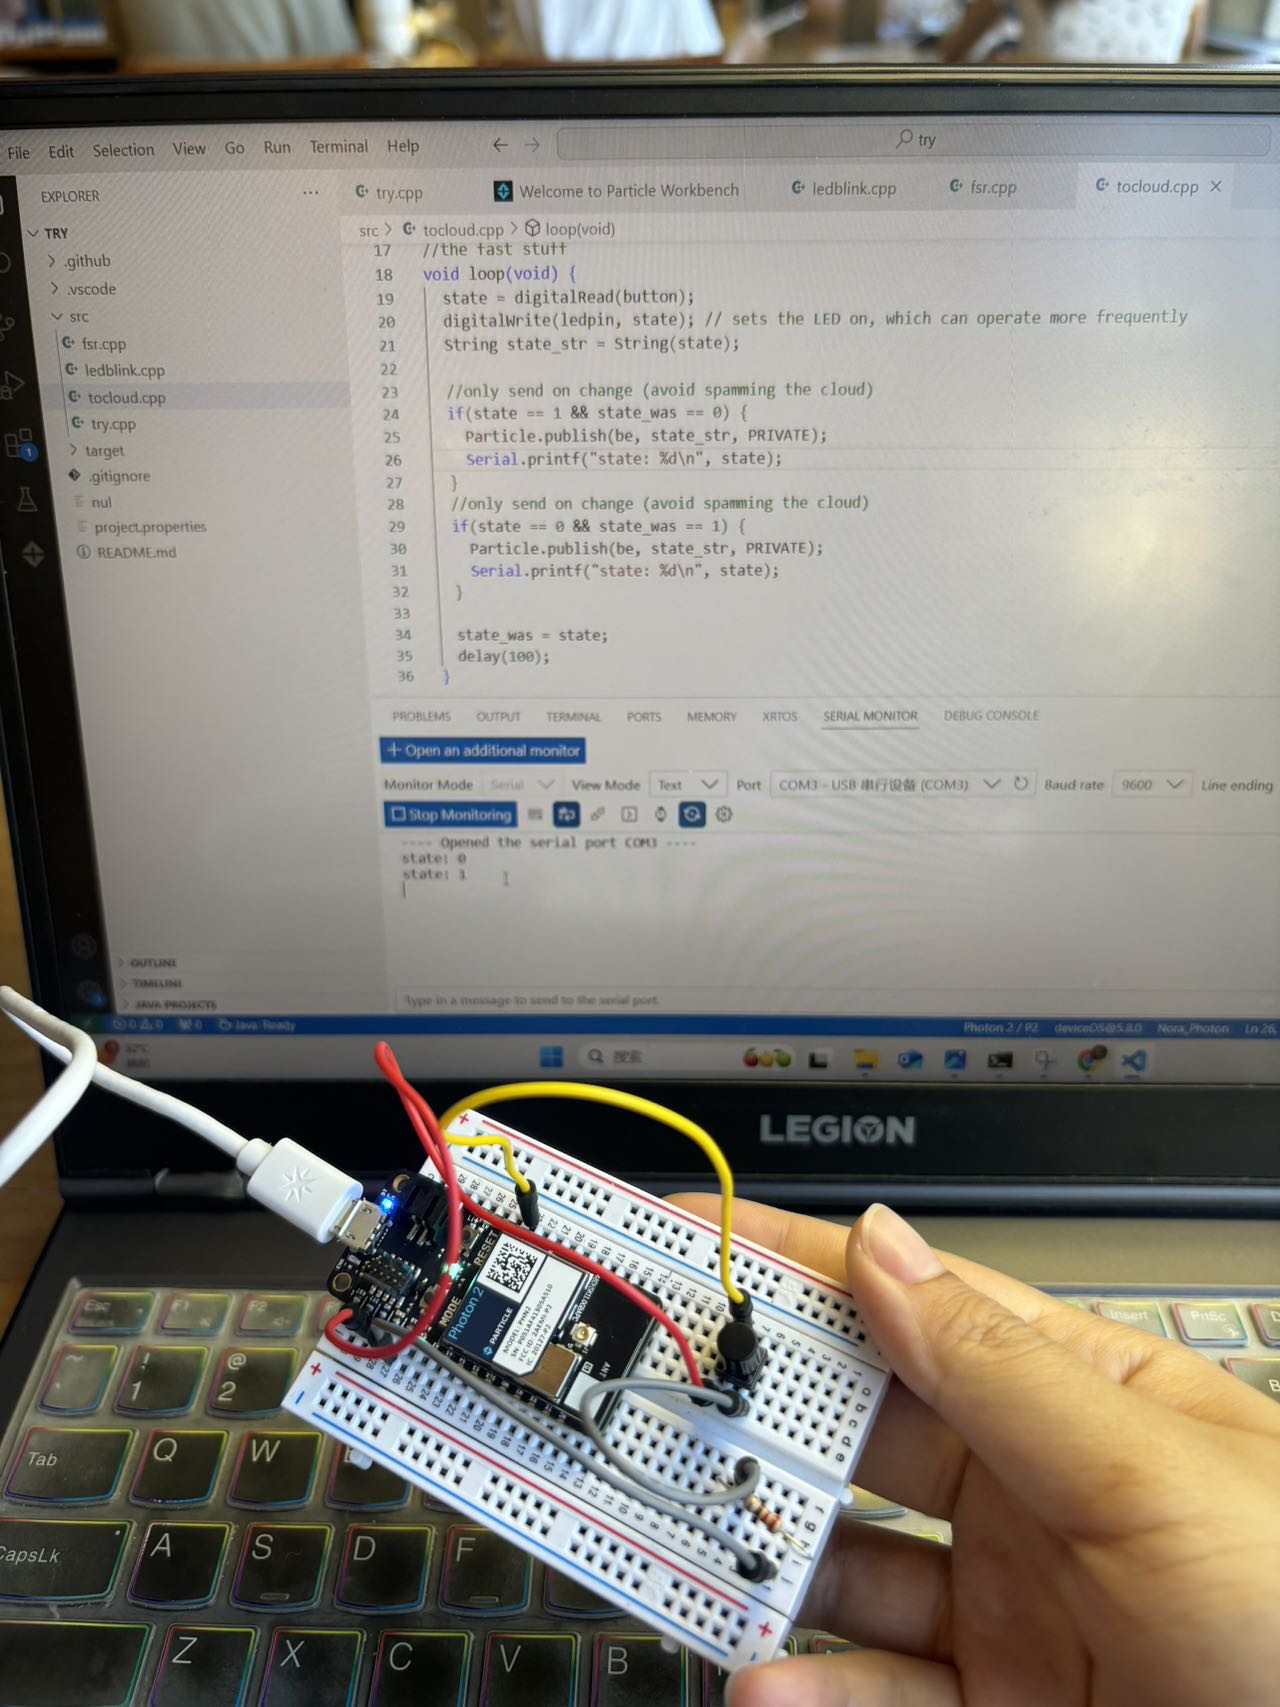 File Edit Selection View Go Run Terminal Help ← → try
EXPLORER ...
TRY
.github
.vscode
src
fsr.cpp
ledblink.cpp
tocloud.cpp
try.cpp
target
.gitignore
nul
project.properties
README.md
OUTLINE
TIMELINE
JAVA PROJECTS
1
try.cpp Welcome to Particle Workbench ledblink.cpp fsr.cpp tocloud.cpp ×
src > tocloud.cpp > loop(void)
17 //the fast stuff
18 void loop(void) {
19 state = digitalRead(button);
20 digitalWrite(ledpin, state); // sets the LED on, which can operate more frequently
21 String state_str = String(state);
22
23 //only send on change (avoid spamming the cloud)
24 if(state == 1 && state_was == 0) {
25 Particle.publish(be, state_str, PRIVATE);
26 Serial.printf("state: %d\n", state);
27 }
28 //only send on change (avoid spamming the cloud)
29 if(state == 0 && state_was == 1) {
30 Particle.publish(be, state_str, PRIVATE);
31 Serial.printf("state: %d\n", state);
32 }
33
34 state_was = state;
35 delay(100);
36 }
PROBLEMS OUTPUT TERMINAL PORTS MEMORY XRTOS SERIAL MONITOR DEBUG CONSOLE
+ Open an additional monitor
Monitor Mode Serial View Mode Text Port COM3 - USB 串行设备 (COM3) Baud rate 9600 Line ending
Stop Monitoring
---- Opened the serial port COM3 ----
state: 0
state: 1
Type in a message to send to the serial port.
0 0 0 Java: Ready Photon 2 / P2 deviceOS@5.8.0 Nora_Photon Ln 26,
32°C 搜索
LEGION
RESET
MODE
Photon 2
PARTICLE
MODEL: PHN2
ANT
Esc F1 F2 Insert PrtSc
~ ! 1 @ 2
Tab Q W
CapsLk A S D F
Z X C V B